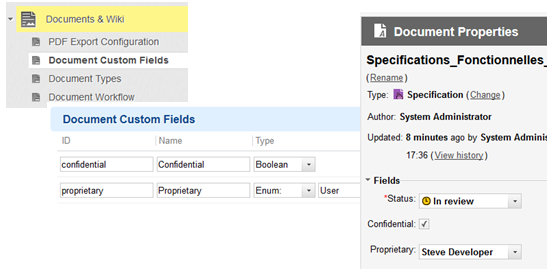 Documents & Wiki
PDF Export Configuration
Document Custom Fields
Document Types
Document Workflow
Document Custom Fields
ID Name Type
confidential Confidential Boolean
proprietary Proprietary Enum: User
Document Properties
Specifications_Fonctionnelles_
(Rename)
Type: Specification (Change)
Author: System Administrator
Updated: 8 minutes ago by System Adminis
17:36 (View history)
Fields
*Status: In review
Confidential:
Proprietary: Steve Developer